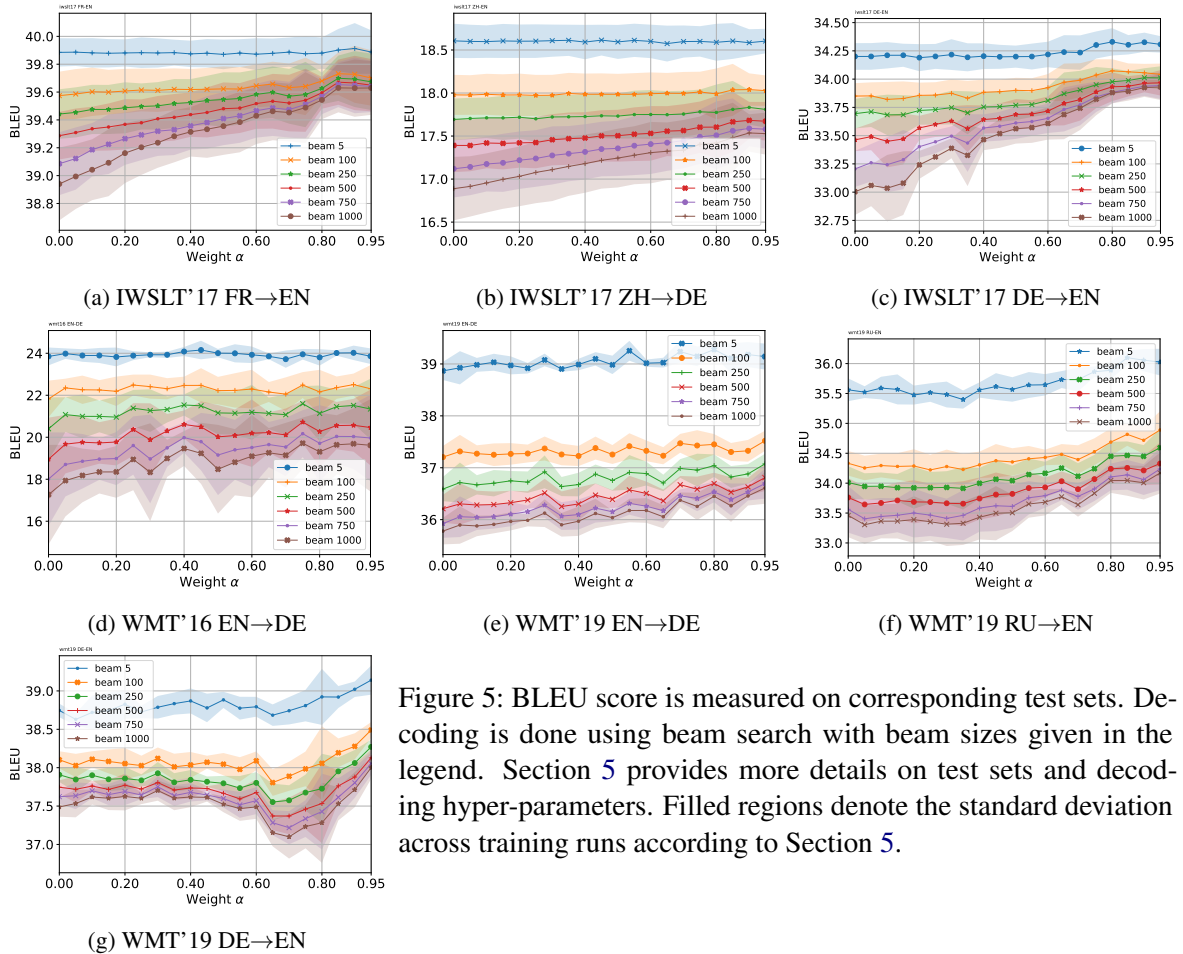 iwslt17 FR-EN
BLEU
40.0
39.8
39.6
39.4
39.2
39.0
38.8
beam 5
beam 100
beam 250
beam 500
beam 750
beam 1000
0.00 0.20 0.40 0.60 0.80 0.95
Weight α
(a) IWSLT'17 FR→EN
iwslt17 ZH-EN
BLEU
18.5
18.0
17.5
17.0
16.5
beam 5
beam 100
beam 250
beam 500
beam 750
beam 1000
0.00 0.20 0.40 0.60 0.80 0.95
Weight α
(b) IWSLT'17 ZH→DE
iwslt17 DE-EN
BLEU
34.50
34.25
34.00
33.75
33.50
33.25
33.00
32.75
beam 5
beam 100
beam 250
beam 500
beam 750
beam 1000
0.00 0.20 0.40 0.60 0.80 0.95
Weight α
(c) IWSLT'17 DE→EN
wmt16 EN-DE
BLEU
24
22
20
18
16
beam 5
beam 100
beam 250
beam 500
beam 750
beam 1000
0.00 0.20 0.40 0.60 0.80 0.95
Weight α
(d) WMT'16 EN→DE
wmt19 EN-DE
BLEU
39
38
37
36
beam 5
beam 100
beam 250
beam 500
beam 750
beam 1000
0.00 0.20 0.40 0.60 0.80 0.95
Weight α
(e) WMT'19 EN→DE
wmt19 RU-EN
BLEU
36.0
35.5
35.0
34.5
34.0
33.5
33.0
beam 5
beam 100
beam 250
beam 500
beam 750
beam 1000
0.00 0.20 0.40 0.60 0.80 0.95
Weight α
(f) WMT'19 RU→EN
wmt19 DE-EN
BLEU
39.0
38.5
38.0
37.5
37.0
beam 5
beam 100
beam 250
beam 500
beam 750
beam 1000
0.00 0.20 0.40 0.60 0.80 0.95
Weight α
(g) WMT'19 DE→EN
Figure 5: BLEU score is measured on corresponding test sets. De-
coding is done using beam search with beam sizes given in the
legend. Section 5 provides more details on test sets and decod-
ing hyper-parameters. Filled regions denote the standard deviation
across training runs according to Section 5.